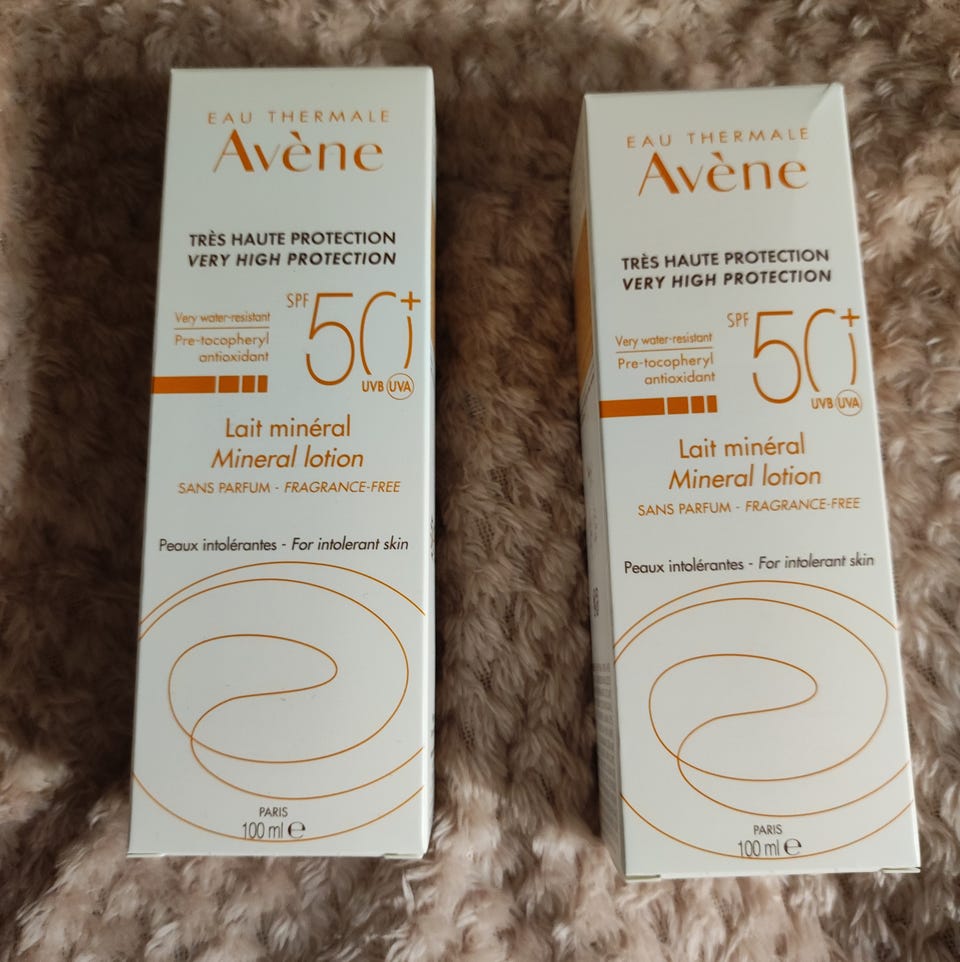 EAU THERMALE
Avène
TRÈS HAUTE PROTECTION
VERY HIGH PROTECTION
SPF 50+
Very water-resistant
Pre-tocopheryl
antioxidant
UVB UVA
Lait minéral
Mineral lotion
SANS PARFUM - FRAGRANCE-FREE
Peaux intolérantes - For intolerant skin
PARIS
100 ml e
EAU THERMALE
Avène
TRÈS HAUTE PROTECTION
VERY HIGH PROTECTION
SPF 50+
Very water-resistant
Pre-tocopheryl
antioxidant
UVB UVA
Lait minéral
Mineral lotion
SANS PARFUM - FRAGRANCE-FREE
Peaux intolérantes - For intolerant skin
PARIS
100 ml e